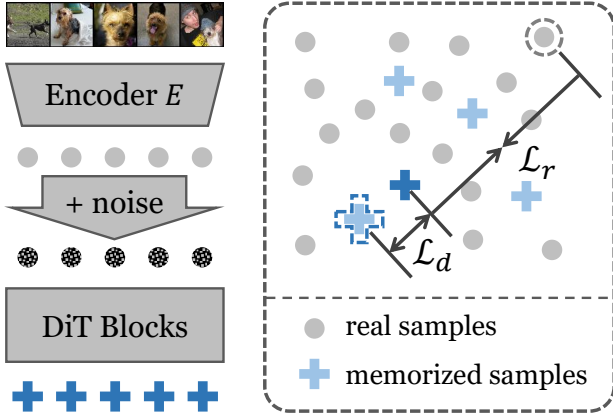 Encoder E
+ noise
DiT Blocks
ℒr
ℒd
real samples
memorized samples